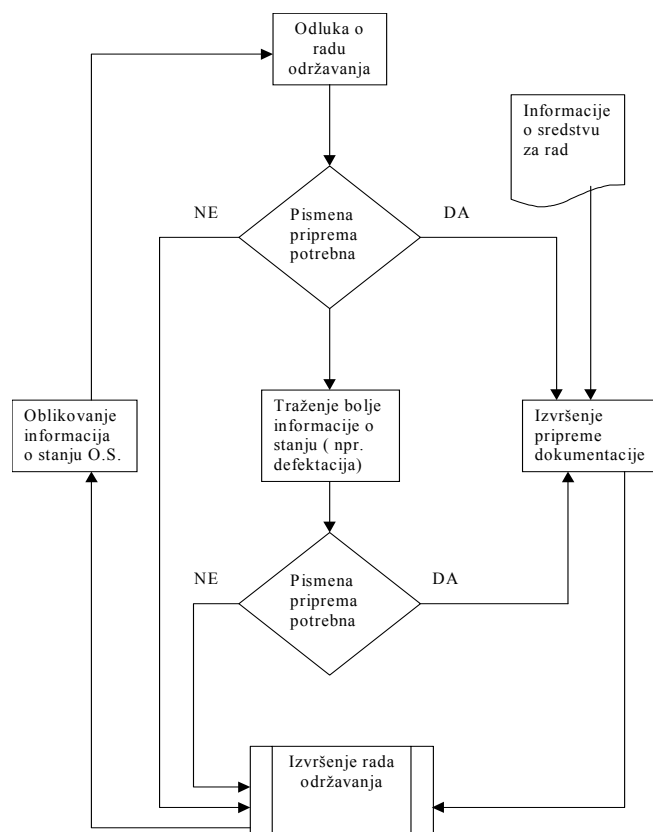 Odluka o
radu
održavanja
Informacije
o sredstvu
za rad
NE
Pismena
priprema
potrebna
DA
Oblikovanje
informacija
o stanju O.S.
Traženje bolje
informacije o
stanju ( npr.
defektacija)
Izvršenje
pripreme
dokumentacije
NE
Pismena
priprema
potrebna
DA
Izvršenje rada
održavanja